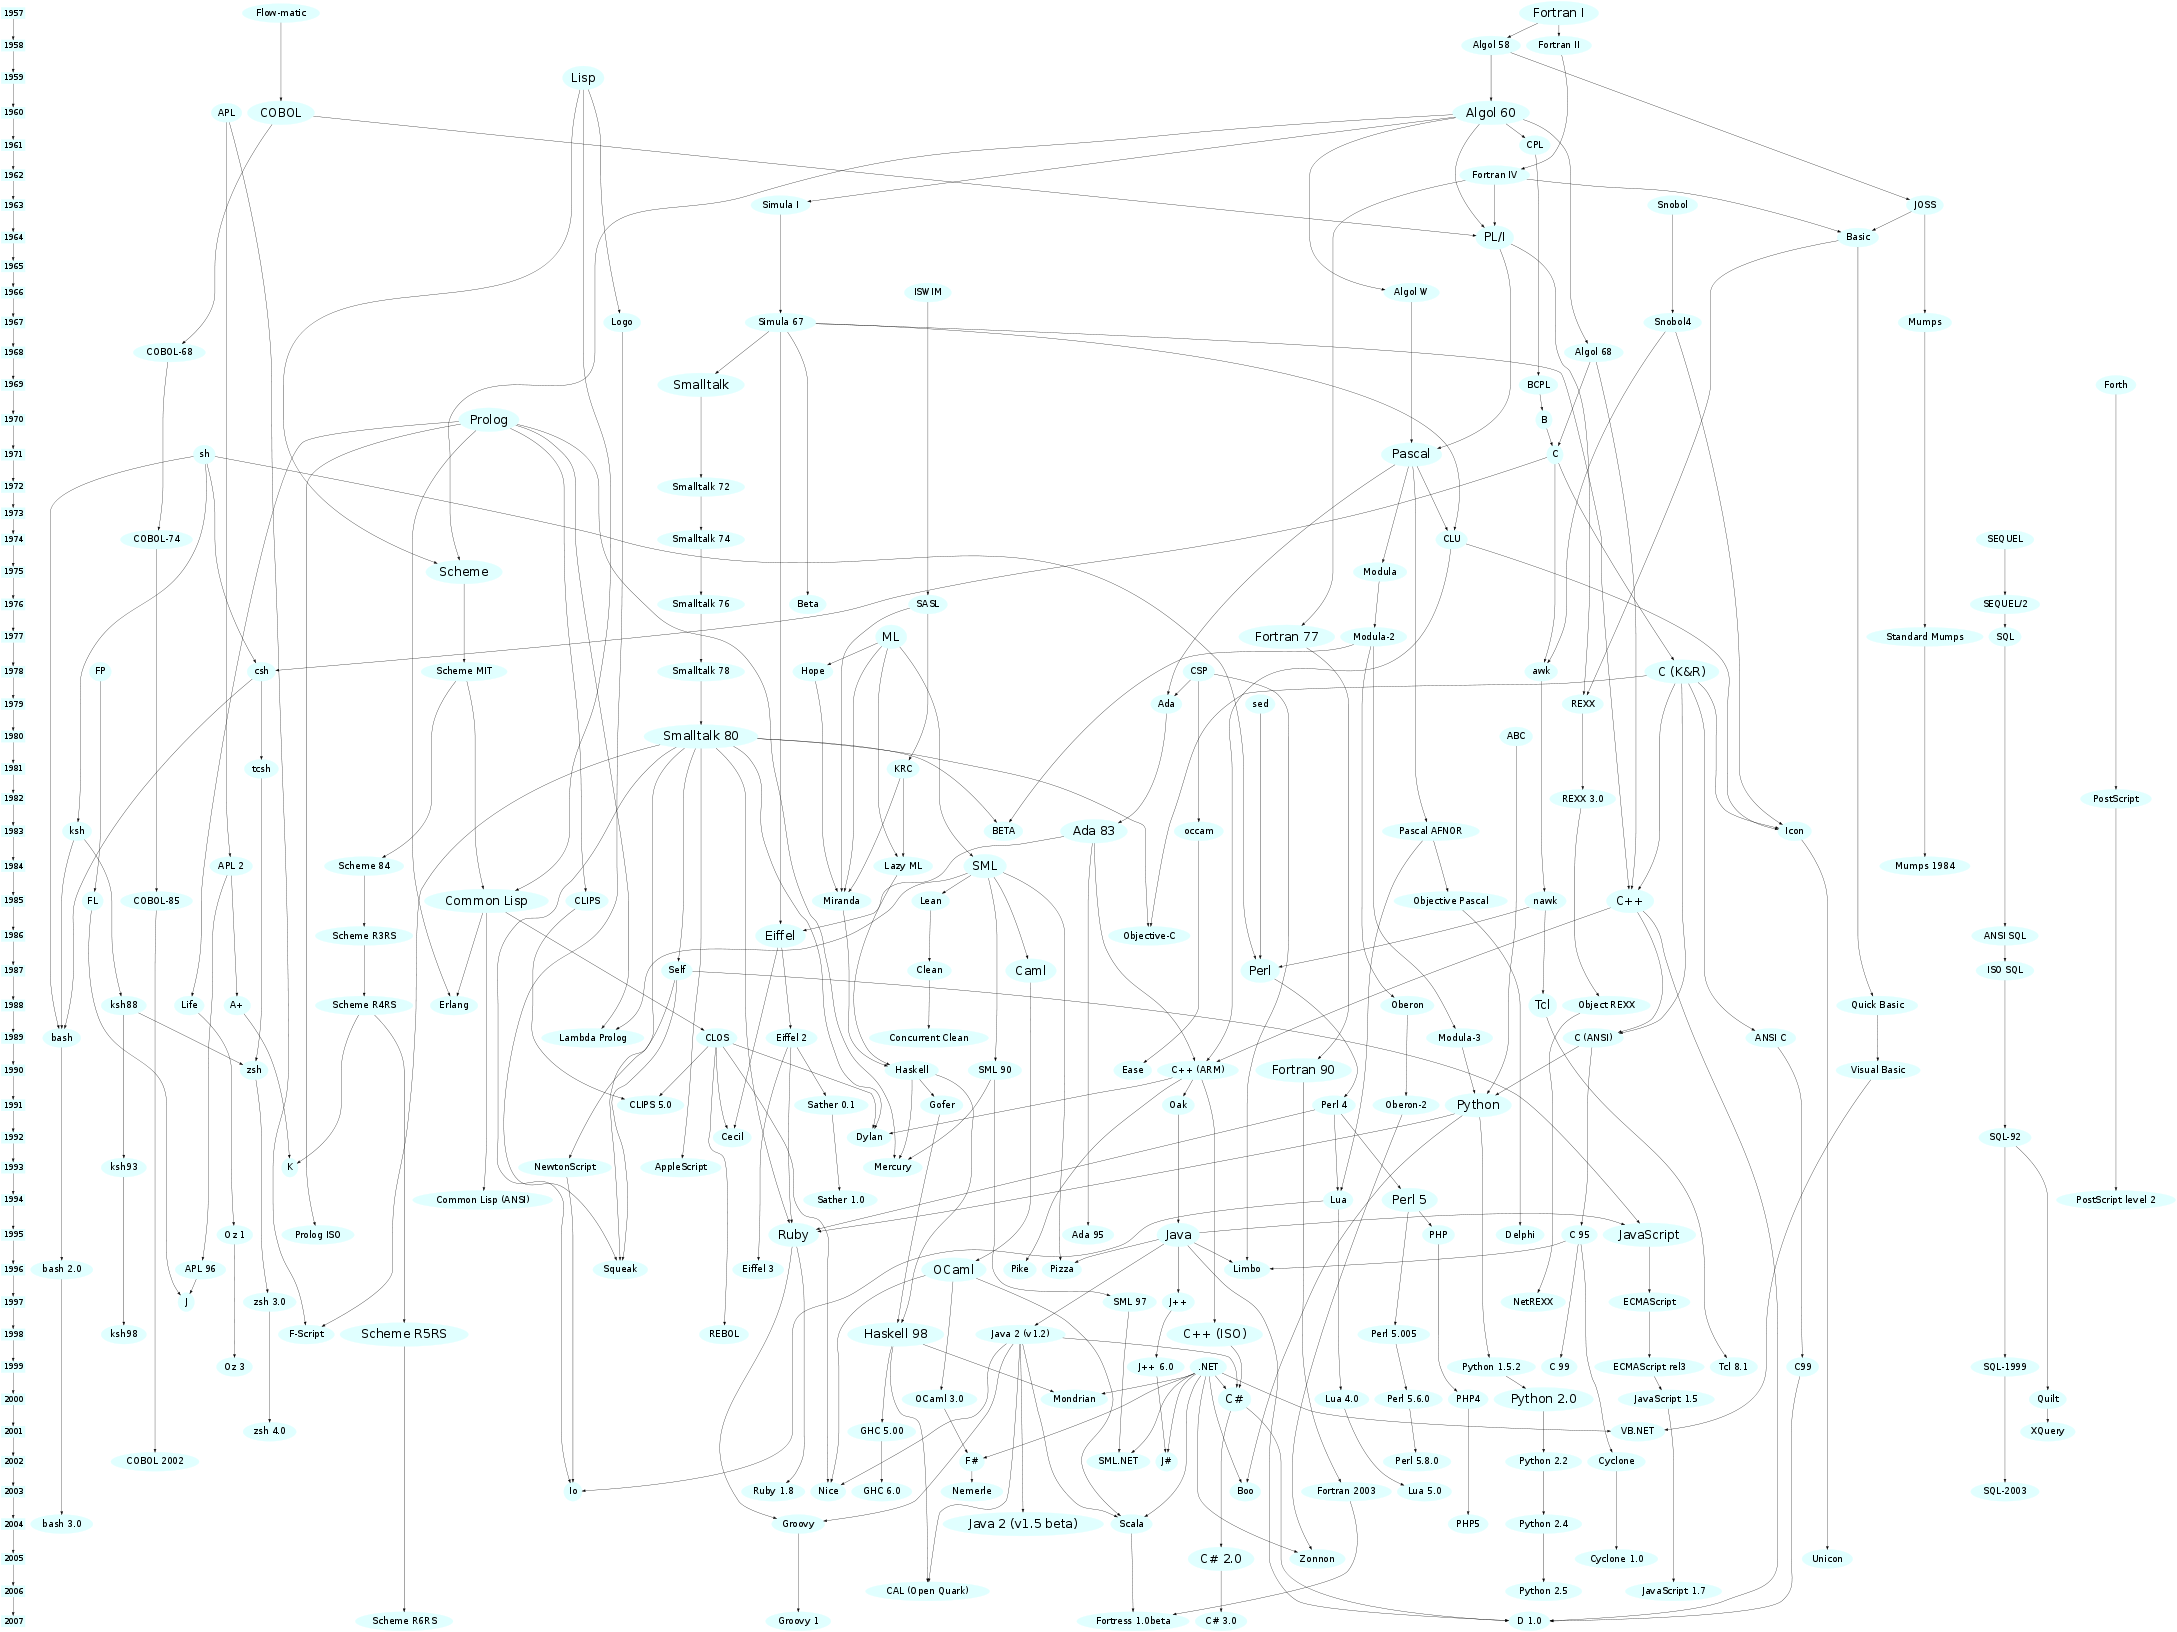 1957 Flow-matic Fortran I
1958 Algol 58 Fortran II
1959 Lisp
1960 APL COBOL Algol 60
1961 CPL
1962 Fortran IV
1963 Simula I Snobol JOSS
1964 PL/I Basic
1965
1966 ISWIM Algol W
1967 Logo Simula 67 Snobol4 Mumps
1968 COBOL-68 Algol 68
1969 Smalltalk BCPL Forth
1970 Prolog B
1971 sh Pascal C
1972 Smalltalk 72
1973
1974 COBOL-74 Smalltalk 74 CLU SEQUEL
1975 Scheme Modula
1976 Smalltalk 76 Beta SASL SEQUEL/2
1977 ML Fortran 77 Modula-2 Standard Mumps SQL
1978 FP csh Scheme MIT Smalltalk 78 Hope CSP awk C (K&R)
1979 Ada sed REXX
1980 Smalltalk 80 ABC
1981 tcsh KRC
1982 REXX 3.0 PostScript
1983 ksh BETA Ada 83 occam Pascal AFNOR Icon
1984 APL 2 Scheme 84 Lazy ML SML Mumps 1984
1985 FL COBOL-85 Common Lisp CLIPS Miranda Lean Objective Pascal nawk C++
1986 Scheme R3RS Eiffel Objective-C ANSI SQL
1987 Self Clean Caml Perl ISO SQL
1988 ksh88 Life A+ Scheme R4RS Erlang Oberon Tcl Object REXX Quick Basic
1989 bash Lambda Prolog CLOS Eiffel 2 Concurrent Clean Modula-3 C (ANSI) ANSI C
1990 zsh Haskell SML 90 Ease C++ (ARM) Fortran 90 Visual Basic
1991 CLIPS 5.0 Sather 0.1 Gofer Oak Perl 4 Oberon-2 Python
1992 Cecil Dylan SQL-92
1993 ksh93 K NewtonScript AppleScript Mercury
1994 Common Lisp (ANSI) Sather 1.0 Lua Perl 5 PostScript level 2
1995 Oz 1 Prolog ISO Ruby Ada 95 Java PHP Delphi C 95 JavaScript
1996 bash 2.0 APL 96 Squeak Eiffel 3 OCaml Pike Pizza Limbo
1997 J zsh 3.0 SML 97 J++ NetREXX ECMAScript
1998 ksh98 F-Script Scheme R5RS REBOL Haskell 98 Java 2 (v1.2) C++ (ISO) Perl 5.005
1999 Oz 3 J++ 6.0 .NET Python 1.5.2 C 99 ECMAScript rel3 Tcl 8.1 C99 SQL-1999
2000 OCaml 3.0 Mondrian C# Lua 4.0 Perl 5.6.0 PHP4 Python 2.0 JavaScript 1.5 Quilt
2001 zsh 4.0 GHC 5.00 VB.NET XQuery
2002 COBOL 2002 F# SML.NET J# Perl 5.8.0 Python 2.2 Cyclone
2003 Io Ruby 1.8 Nice GHC 6.0 Nemerle Boo Fortran 2003 Lua 5.0 SQL-2003
2004 bash 3.0 Groovy Java 2 (v1.5 beta) Scala PHP5 Python 2.4
2005 C# 2.0 Zonnon Cyclone 1.0 Unicon
2006 CAL (Open Quark) Python 2.5 JavaScript 1.7
2007 Scheme R6RS Groovy 1 Fortress 1.0beta C# 3.0 D 1.0